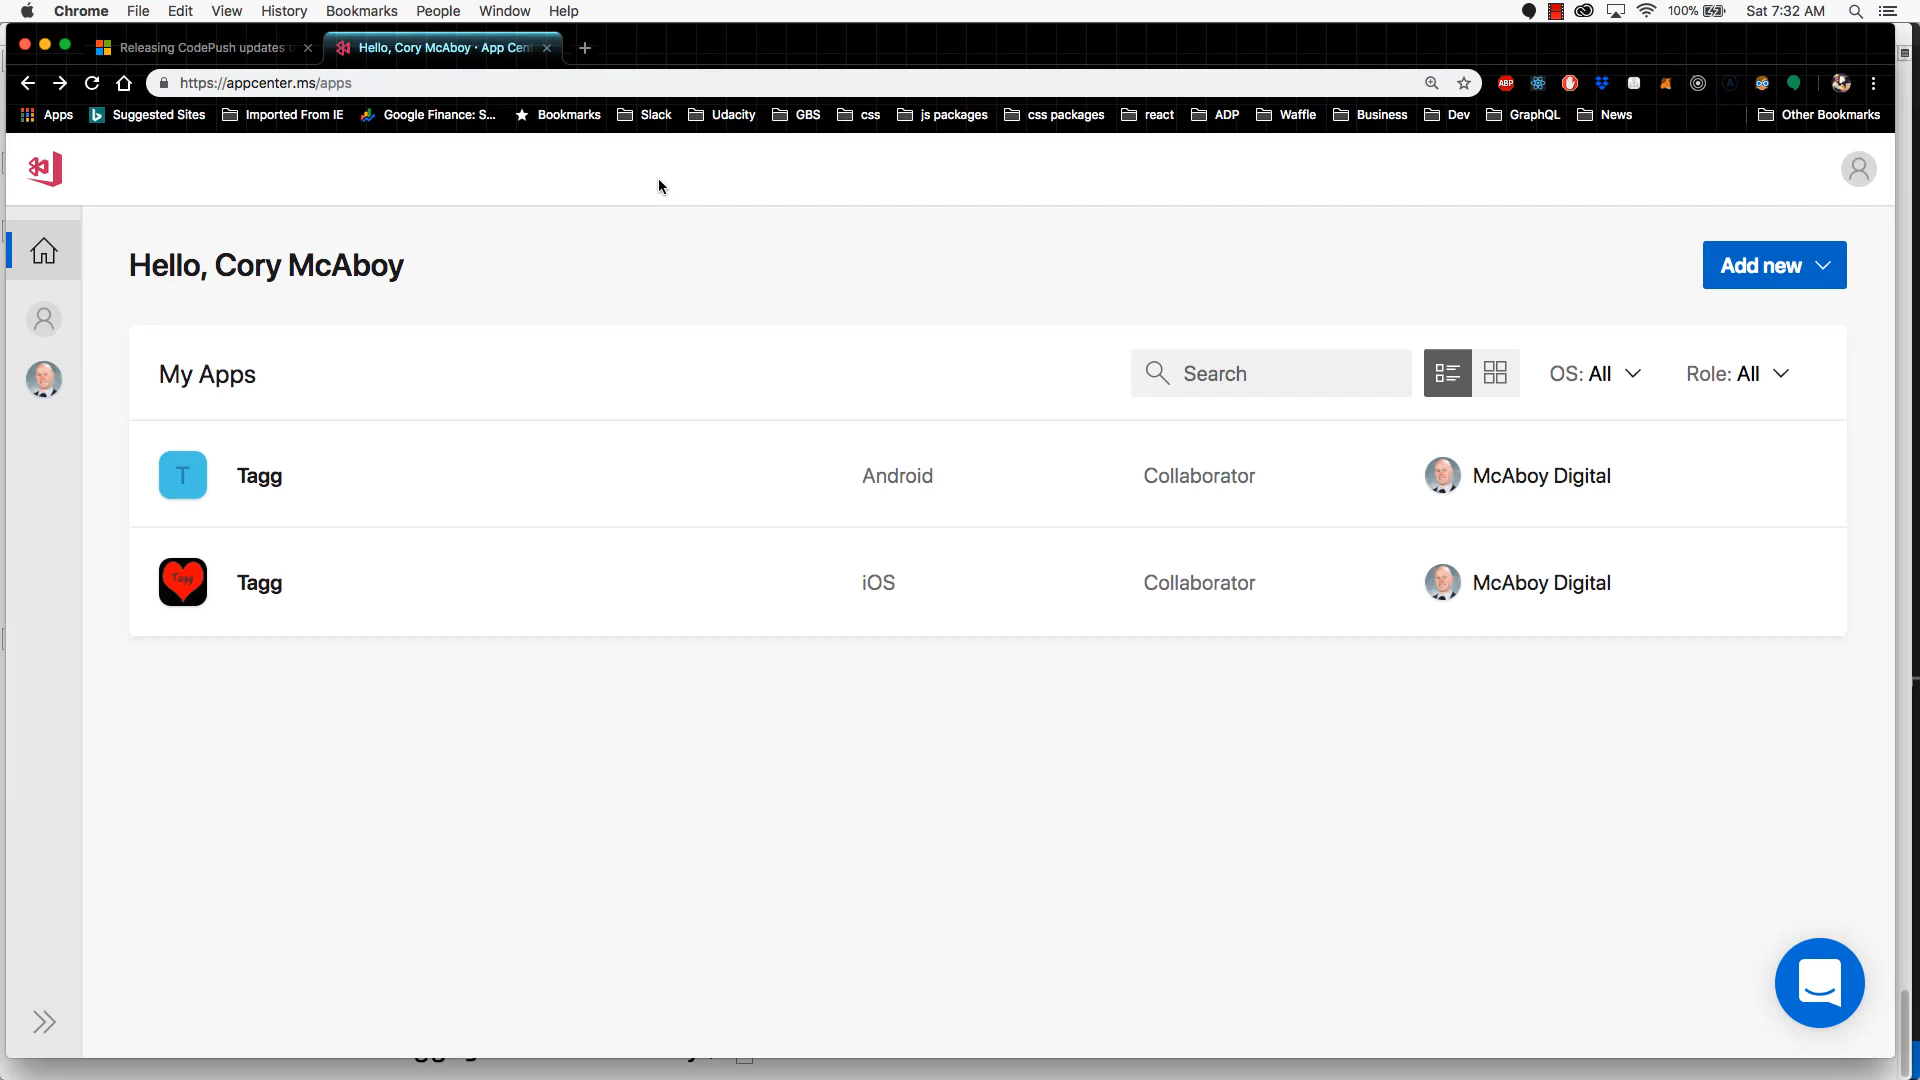 Chrome File Edit View History Bookmarks People Window Help 100% Sat 7:32 AM
Releasing CodePush updates Hello, Cory McAboy · App Cen
https://appcenter.ms/apps ABP
Apps Suggested Sites Imported From IE Google Finance: S... Bookmarks Slack Udacity GBS css js packages css packages react ADP Waffle Business Dev GraphQL News Other Bookmarks
Hello, Cory McAboy Add new
My Apps Search OS: All Role: All
T Tagg Android Collaborator McAboy Digital
Tagg Tagg iOS Collaborator McAboy Digital